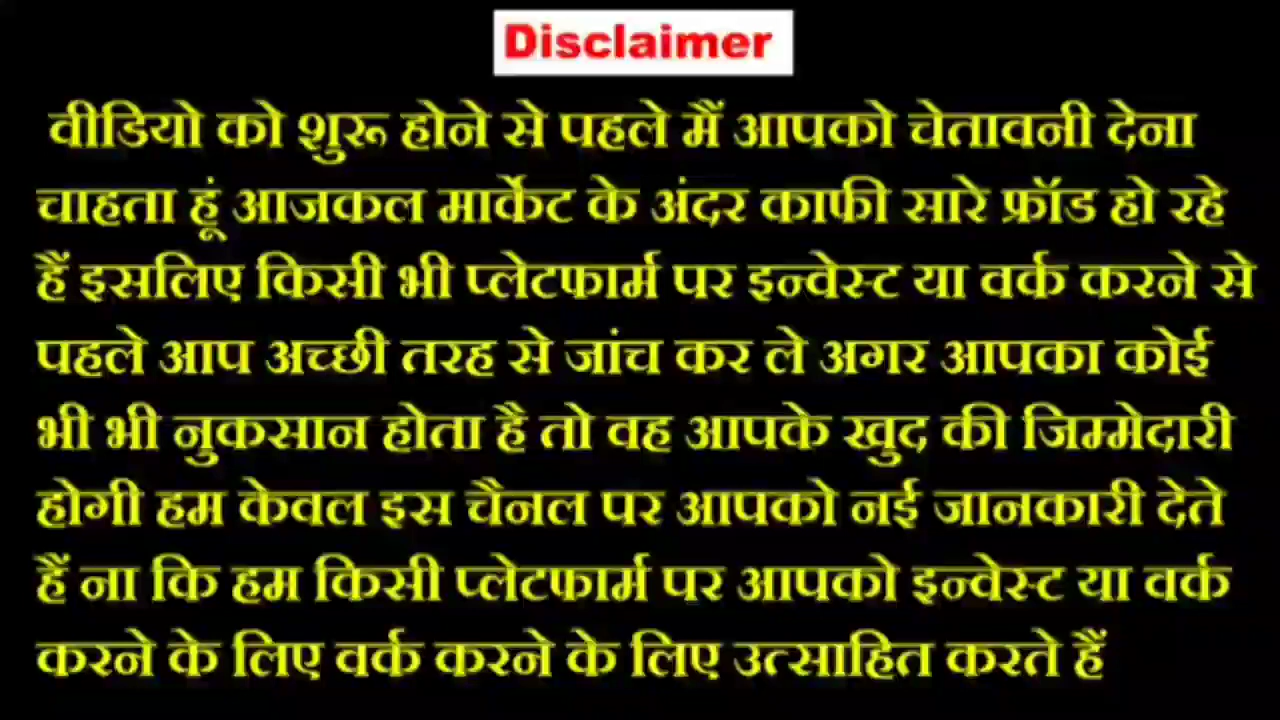 Disclaimer
वीडियो को शुरू होने से पहले मैं आपको चेतावनी देना
चाहता हूं आजकल मार्केट के अंदर काफी सारे फ्रॉड हो रहे
हैं इसलिए किसी भी प्लेटफार्म पर इन्वेस्ट या वर्क करने से
पहले आप अच्छी तरह से जांच कर ले अगर आपका कोई
भी भी नुकसान होता है तो वह आपके खुद की जिम्मेदारी
होगी हम केवल इस चैनल पर आपको नई जानकारी देते
हैं ना कि हम किसी प्लेटफार्म पर आपको इन्वेस्ट या वर्क
करने के लिए वर्क करने के लिए उत्साहित करते हैं